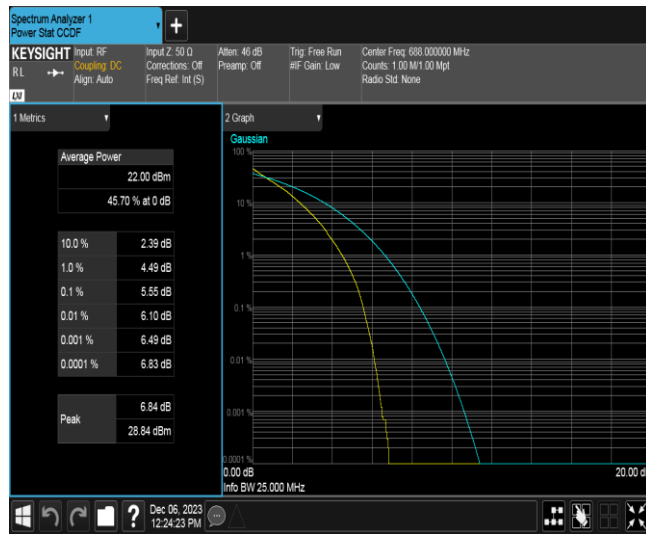 Spectrum Analyzer 1
Power Stat CCDF
+
KEYSIGHT
RL
LXI
Input: RF
Coupling: DC
Align: Auto
Input Z: 50 Ω
Corrections: Off
Freq Ref: Int (S)
Atten: 46 dB
Preamp: Off
Trig: Free Run
#IF Gain: Low
Center Freq: 688.000000 MHz
Counts: 1.00 M/1.00 Mpt
Radio Std: None
1 Metrics
Average Power
22.00 dBm
45.70 % at 0 dB
10.0 % 2.39 dB
1.0 % 4.49 dB
0.1 % 5.55 dB
0.01 % 6.10 dB
0.001 % 6.49 dB
0.0001 % 6.83 dB
Peak
6.84 dB
28.84 dBm
2 Graph
Gaussian
100 %
10 %
1 %
0.1 %
0.01 %
0.001 %
0.0001 %
0.00 dB
20.00 d
Info BW 25.000 MHz
?
Dec 06, 2023
12:24:23 PM